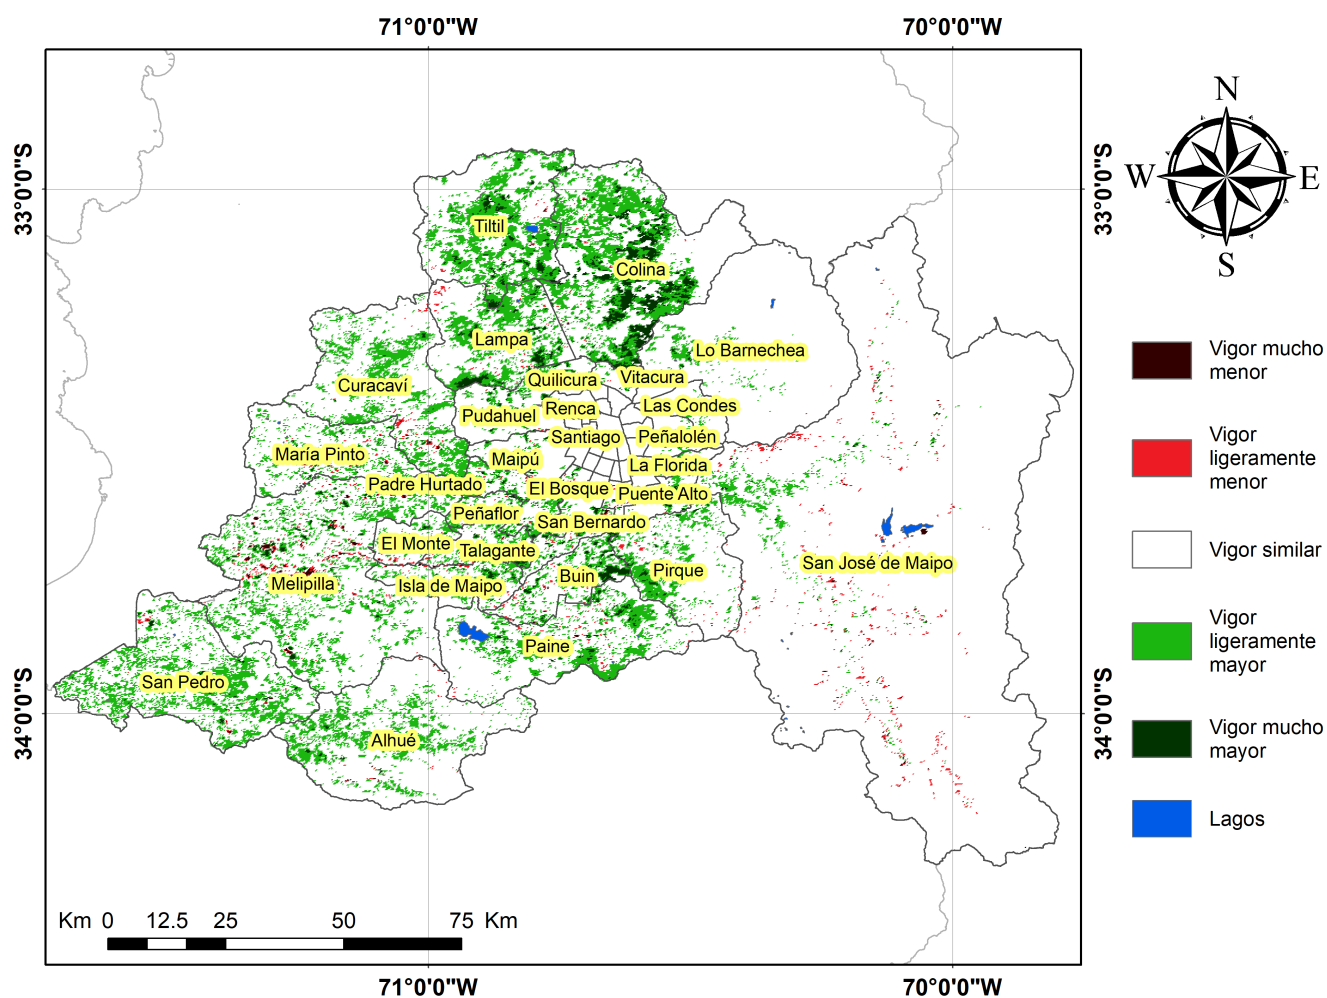 71°0'0"W
70°0'0"W
33°0'0"S
33°0'0"S
N
W
E
S
Tiltil
Colina
Lampa
Lo Barnechea
Curacaví
Quilicura
Vitacura
Pudahuel
Renca
Las Condes
Santiago
Peñalolén
María Pinto
Maipú
La Florida
Padre Hurtado
El Bosque
Puente Alto
Peñaflor
San Bernardo
El Monte
Talagante
San José de Maipo
Melipilla
Isla de Maipo
Buin
Pirque
Paine
San Pedro
Alhué
34°0'0"S
34°0'0"S
Vigor mucho
menor
Vigor
ligeramente
menor
Vigor similar
Vigor
ligeramente
mayor
Vigor mucho
mayor
Lagos
Km 0 12.5 25 50 75 Km
71°0'0"W
70°0'0"W